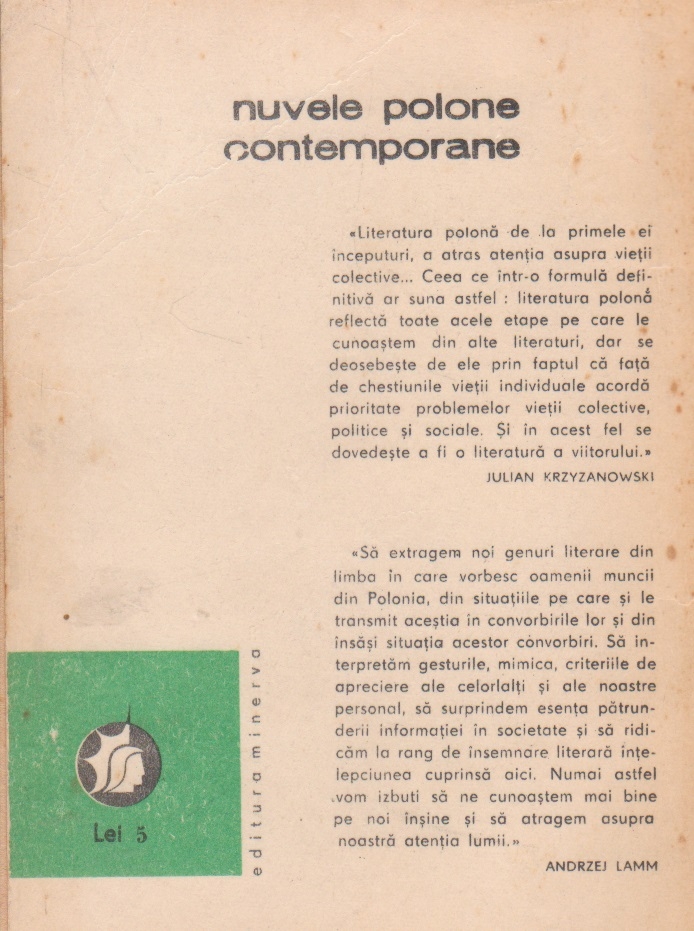 nuvele polone
contemporane
«Literatura polonă de la primele ei
începuturi, a atras atenția asupra vieții
colective... Ceea ce într-o formulă defi-
nitivă ar suna astfel : literatura polonă
reflectă toate acele etape pe care le
cunoaștem din alte literaturi, dar se
deosebește de ele prin faptul că față
de chestiunile vieții individuale acordă
prioritate problemelor vieții colective,
politice și sociale. Și în acest fel se
dovedește a fi o literatură a viitorului.»
JULIAN KRZYZANOWSKI
«Să extragem noi genuri literare din
limba în care vorbesc oamenii muncii
din Polonia, din situațiile pe care și le
transmit aceștia în convorbirile lor și din
însăși situația acestor convorbiri. Să in-
terpretăm gesturile, mimica, criteriile de
apreciere ale celorlalți și ale noastre
personal, să surprindem esența pătrun-
derii informației în societate și să ridi-
căm la rang de însemnare literară înțe-
lepciunea cuprinsă aici. Numai astfel
vom izbuti să ne cunoaștem mai bine
pe noi înșine și să atragem asupra
noastră atenția lumii.»
ANDRZEJ LAMM
editura minerva
Lei 5